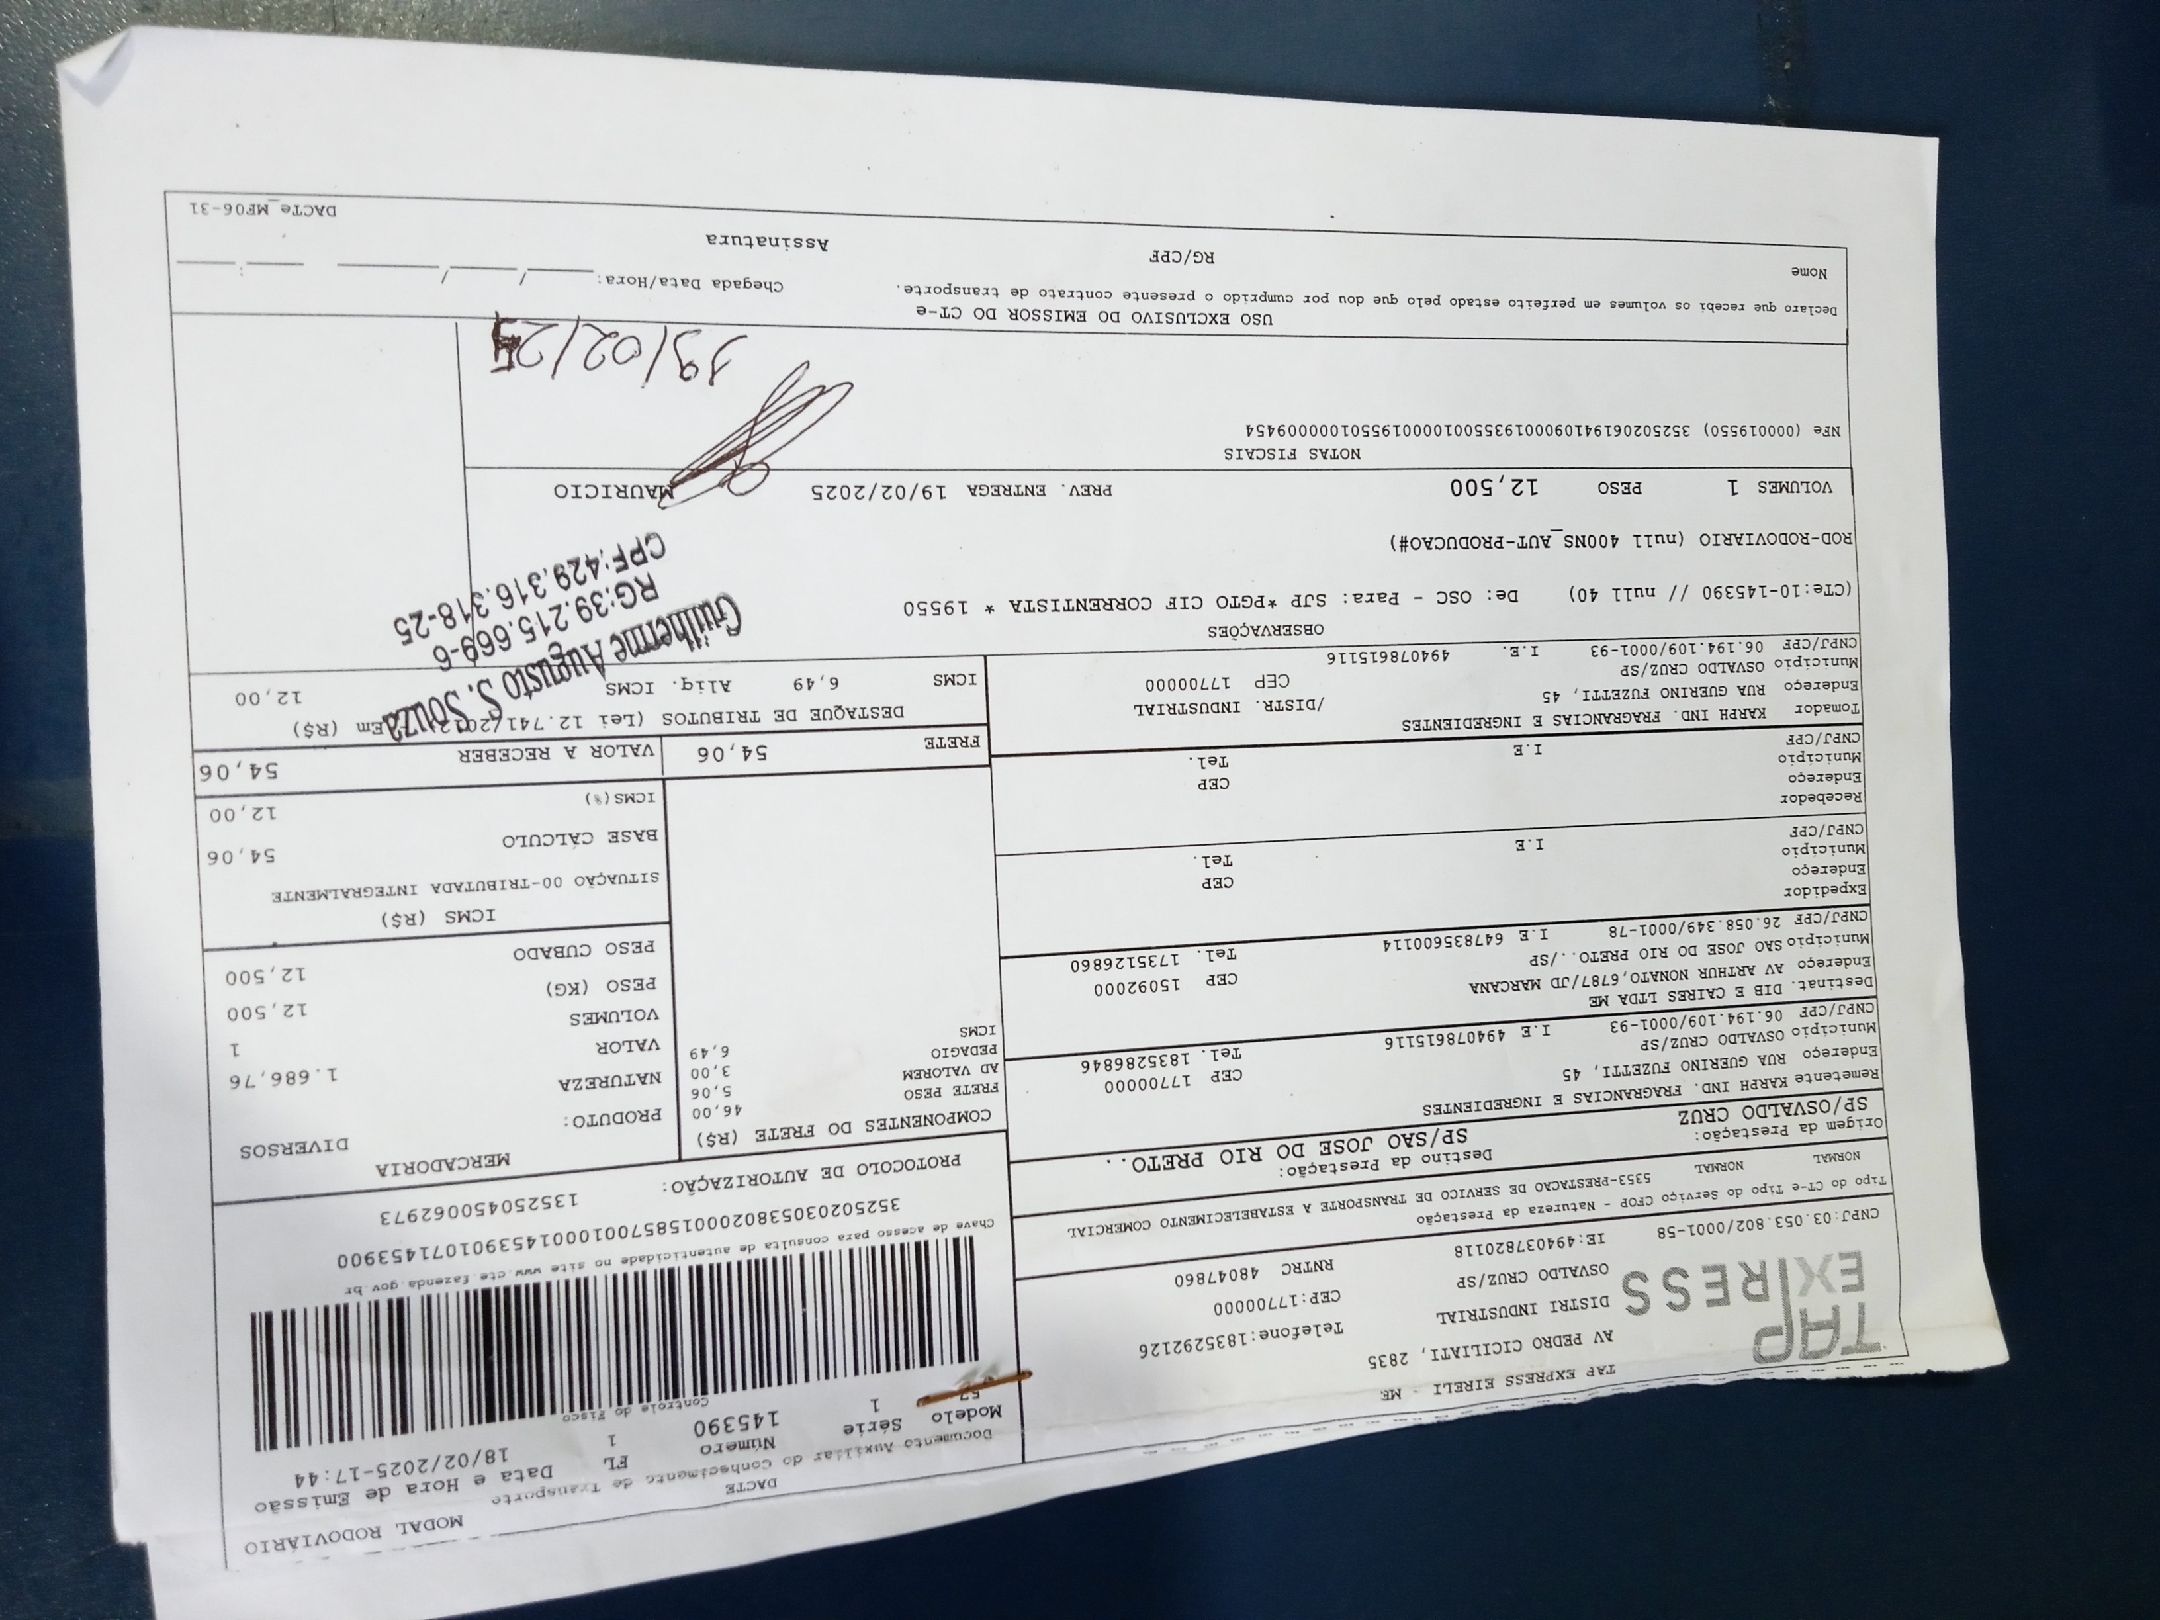 TAP
EXPRESS
TAP EXPRESS EIRELI - ME
AV PEDRO CICILIATI, 2835
DISTRI INDUSTRIAL
OSVALDO CRUZ/SP
Telefone:1835292126
CEP:17700000
RNTRC 48047860
CNPJ:03.053.802/0001-58 IE:494037820118
MODAL RODOVIÁRIO
DACTE
Documento Auxiliar do Conhecimento de Transporte
Modelo Série Número FL Data e Hora de Emissão
57 1 145390 1 18/02/2025-17:44
Controle do Fisco
Chave de acesso para consulta de autenticidade no site www.cte.fazenda.gov.br
35250203053802000158570010001453901071453900
PROTOCOLO DE AUTORIZAÇÃO: 135250450062973
Tipo do CT-e Tipo do Serviço CFOP - Natureza da Prestação
NORMAL NORMAL 5353-PRESTACAO DE SERVICO DE TRANSPORTE A ESTABELECIMENTO COMERCIAL
Origem da Prestação: Destino da Prestação:
SP/OSVALDO CRUZ SP/SAO JOSE DO RIO PRETO..
Remetente KARPH IND. FRAGRANCIAS E INGREDIENTES
Endereço RUA GUERINO FUZETTI, 45 CEP 17700000
Município OSVALDO CRUZ/SP Tel. 1835286846
CNPJ/CPF 06.194.109/0001-93 I.E 494078615116
Destinat. DIB E CAIRES LTDA ME
Endereço AV ARTHUR NONATO,6787/JD MARCANA CEP 15092000
Município SAO JOSE DO RIO PRETO../SP Tel. 1735126860
CNPJ/CPF 26.058.349/0001-78 I.E 647835600114
Expedidor
Endereço CEP
Município Tel.
CNPJ/CPF I.E
Recebedor
Endereço CEP
Município Tel.
CNPJ/CPF I.E
Tomador KARPH IND. FRAGRANCIAS E INGREDIENTES
Endereço RUA GUERINO FUZETTI, 45 /DISTR. INDUSTRIAL
Município OSVALDO CRUZ/SP CEP 17700000
CNPJ/CPF 06.194.109/0001-93 I.E. 494078615116
COMPONENTES DO FRETE (R$)
FRETE PESO 46,00
AD VALOREM 5,06
PEDAGIO 3,00
ICMS 6,49
MERCADORIA
PRODUTO: DIVERSOS
NATUREZA
VALOR 1.686,76
VOLUMES 1
PESO (KG) 12,500
PESO CUBADO 12,500
ICMS (R$)
SITUAÇÃO 00-TRIBUTADA INTEGRALMENTE
BASE CÁLCULO 54,06
ICMS(%) 12,00
FRETE 54,06 VALOR A RECEBER 54,06
DESTAQUE DE TRIBUTOS (Lei 12.741/2012) - Em (R$)
ICMS 6,49 Aliq. ICMS 12,00
OBSERVAÇÕES
(CTe:10-145390 // null 40) De: OSC - Para: SJP *PGTO CIF CORRENTISTA * 19550
ROD-RODOVIARIO (null 400NS_AUT-PRODUCAO#)
Guilherme Augusto S. Souza
RG:39.215.669-6
CPF:429.316.318-25
VOLUMES 1 PESO 12,500 PREV. ENTREGA 19/02/2025 MAURICIO
NOTAS FISCAIS
NFe (000019550) 35250206194109000193550010000195501000009454
19/02/25
USO EXCLUSIVO DO EMISSOR DO CT-e
Declaro que recebi os volumes em perfeito estado pelo que dou por cumprido o presente contrato de transporte.
Chegada Data/Hora: ____/____/____ ____:____
Nome RG/CPF Assinatura
DACTe_MF06-31